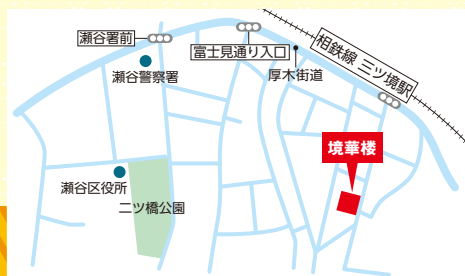 瀬谷署前
富士見通り入口
相鉄線 三ツ境駅
瀬谷警察署
厚木街道
境華楼
瀬谷区役所
二ツ橋公園